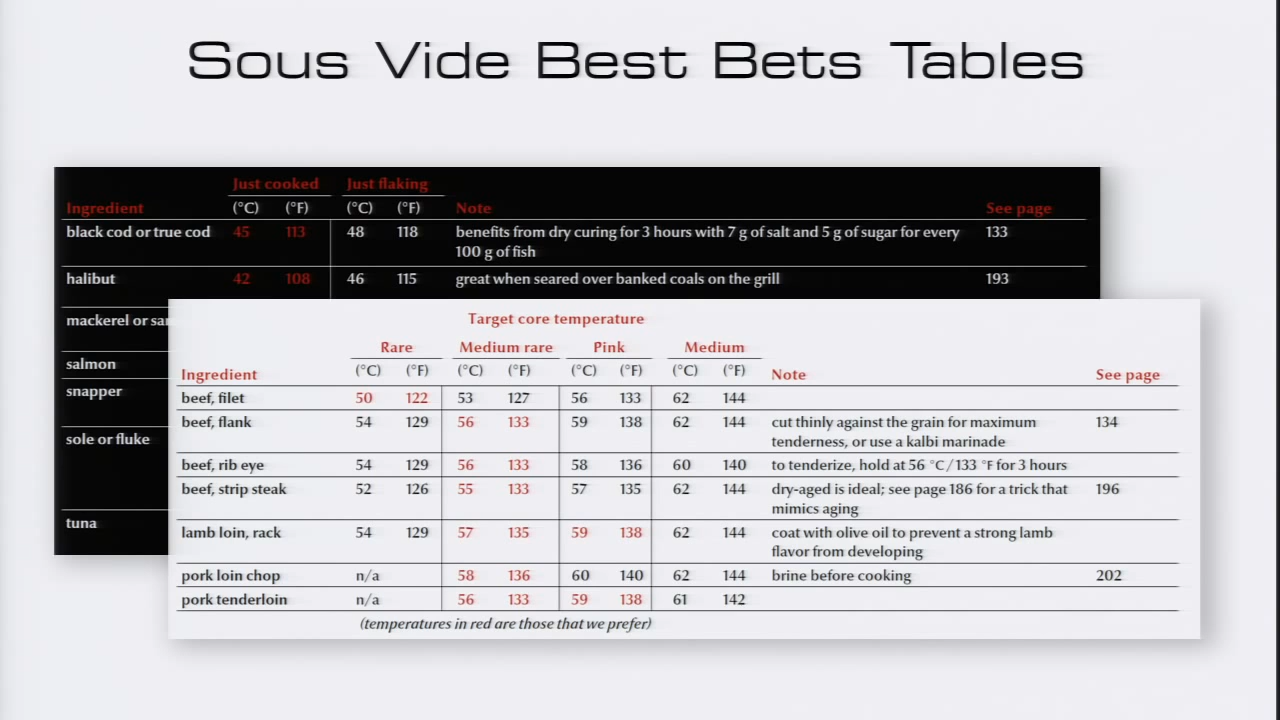 Sous Vide Best Bets Tables
Just cooked Just flaking
Ingredient (°C) (°F) (°C) (°F) Note See page
black cod or true cod 45 113 48 118 benefits from dry curing for 3 hours with 7 g of salt and 5 g of sugar for every 133
100 g of fish
halibut 42 108 46 115 great when seared over banked coals on the grill 193
mackerel or
salmon
snapper
sole or fluke
tuna
Target core temperature
Rare Medium rare Pink Medium
Ingredient (°C) (°F) (°C) (°F) (°C) (°F) (°C) (°F) Note See page
beef, filet 50 122 53 127 56 133 62 144
beef, flank 54 129 56 133 59 138 62 144 cut thinly against the grain for maximum 134
tenderness, or use a kalbi marinade
beef, rib eye 54 129 56 133 58 136 60 140 to tenderize, hold at 56 °C/133 °F for 3 hours
beef, strip steak 52 126 55 133 57 135 62 144 dry-aged is ideal; see page 186 for a trick that 196
mimics aging
lamb loin, rack 54 129 57 135 59 138 62 144 coat with olive oil to prevent a strong lamb
flavor from developing
pork loin chop n/a 58 136 60 140 62 144 brine before cooking 202
pork tenderloin n/a 56 133 59 138 61 142
(temperatures in red are those that we prefer)